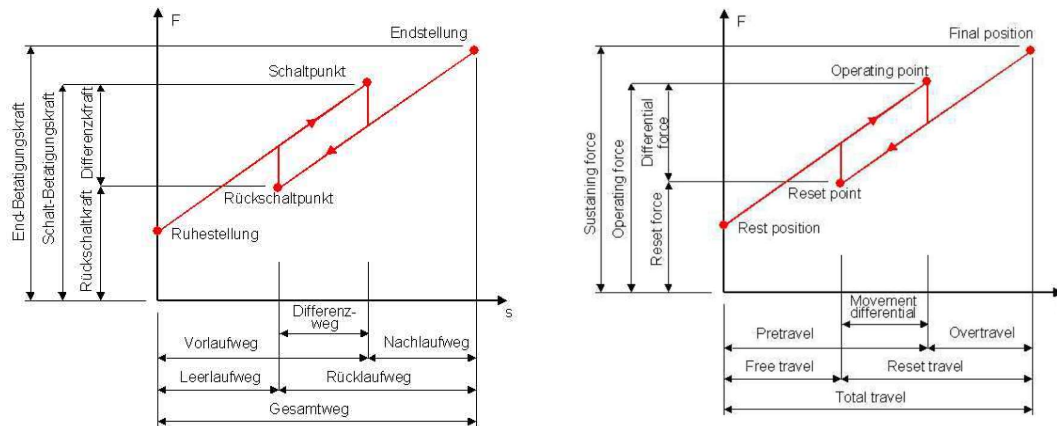 F
Endstellung
Schaltpunkt
Rückschaltpunkt
Ruhestellung
End-Betätigungskraft
Schalt-Betätigungskraft
Differenzkfraft
Rückschaltkraft
s
Differenz-
weg
Vorlaufweg
Nachlaufweg
Leerlaufweg
Rücklaufweg
Gesamtweg
F
Final position
Operating point
Reset point
Rest position
Sustaining force
Operating force
Differential
force
Reset force
Movement
differential
Pretravel
Overtravel
Free travel
Reset travel
Total travel